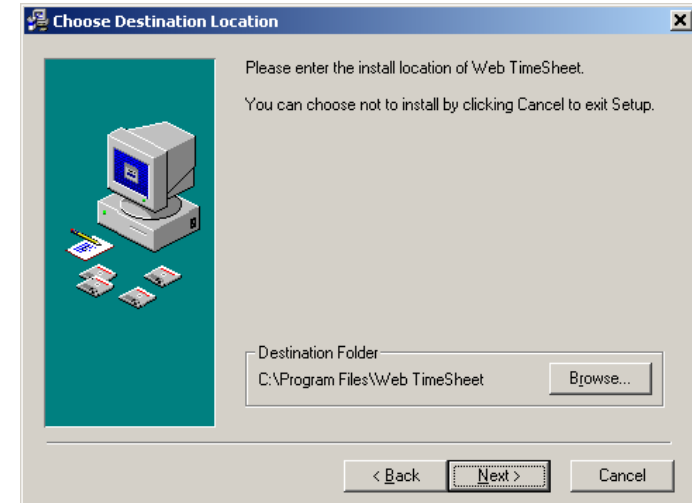 Choose Destination Location
Please enter the install location of Web TimeSheet.
You can choose not to install by clicking Cancel to exit Setup.
Destination Folder
C:\Program Files\Web TimeSheet
Browse...
< Back
Next >
Cancel